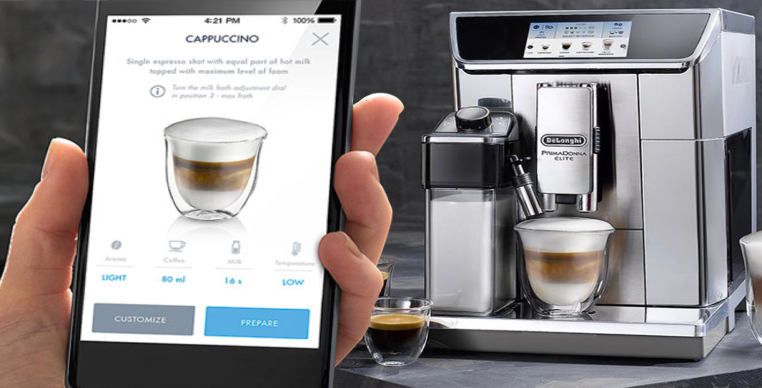 4:21 PM
100%
CAPPUCCINO
Single espresso shot with equal part of hot milk
topped with maximum level of foam
Turn the milk froth adjustment dial
in position 3 - max froth
Aroma
Coffee
Milk
Temperature
LIGHT
80 ml
16 s
LOW
CUSTOMIZE
PREPARE
DeLonghi
PRIMADONNA
ELITE